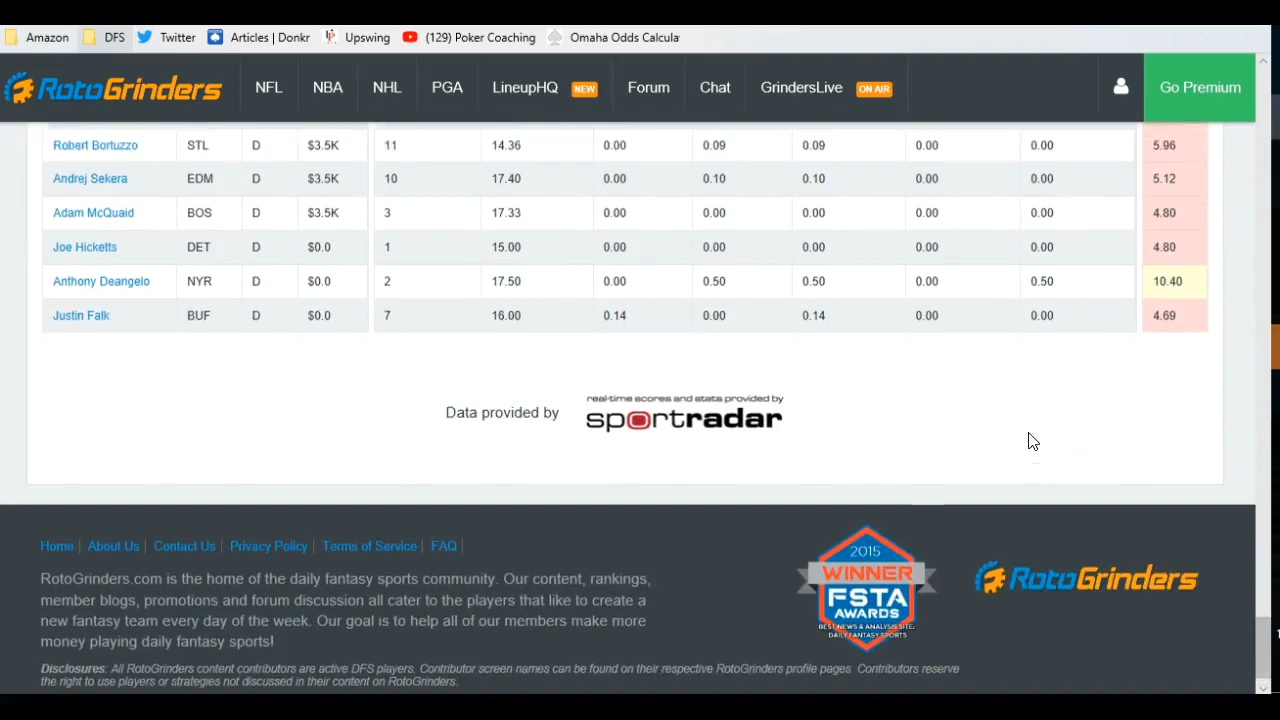 Amazon DFS Twitter Articles | Donkr Upswing (129) Poker Coaching Omaha Odds Calcula
RotoGrinders NFL NBA NHL PGA LineupHQ NEW Forum Chat GrindersLive ON AIR Go Premium
Robert Bortuzzo STL D $3.5K 11 14.36 0.00 0.09 0.09 0.00 0.00 5.96
Andrej Sekera EDM D $3.5K 10 17.40 0.00 0.10 0.10 0.00 0.00 5.12
Adam McQuaid BOS D $3.5K 3 17.33 0.00 0.00 0.00 0.00 0.00 4.80
Joe Hicketts DET D $0.0 1 15.00 0.00 0.00 0.00 0.00 0.00 4.80
Anthony Deangelo NYR D $0.0 2 17.50 0.00 0.50 0.50 0.00 0.50 10.40
Justin Falk BUF D $0.0 7 16.00 0.14 0.00 0.14 0.00 0.00 4.69
real-time scores and stats provided by
Data provided by sportradar
Home | About Us | Contact Us | Privacy Policy | Terms of Service | FAQ |
RotoGrinders.com is the home of the daily fantasy sports community. Our content, rankings,
member blogs, promotions and forum discussion all cater to the players that like to create a
new fantasy team every day of the week. Our goal is to help all of our members make more
money playing daily fantasy sports!
2015
WINNER
FSTA
AWARDS
BEST NEWS & ANALYSIS SITE,
DAILY FANTASY SPORTS
RotoGrinders
Disclosures: All RotoGrinders content contributors are active DFS players. Contributor screen names can be found on their respective RotoGrinders profile pages. Contributors reserve
the right to use players or strategies not discussed in their content on RotoGrinders.